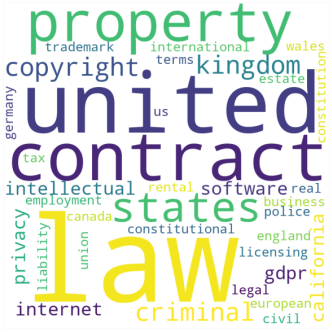 property
trademark international wales
copyright terms kingdom
estate
germany
united
us
constitutions
contract
tax
intellectual rental software real
employment states business
police
privacy
liability
canada
union
constitutional england
law
licensing
california
gdpr
internet legal
criminal european
civil